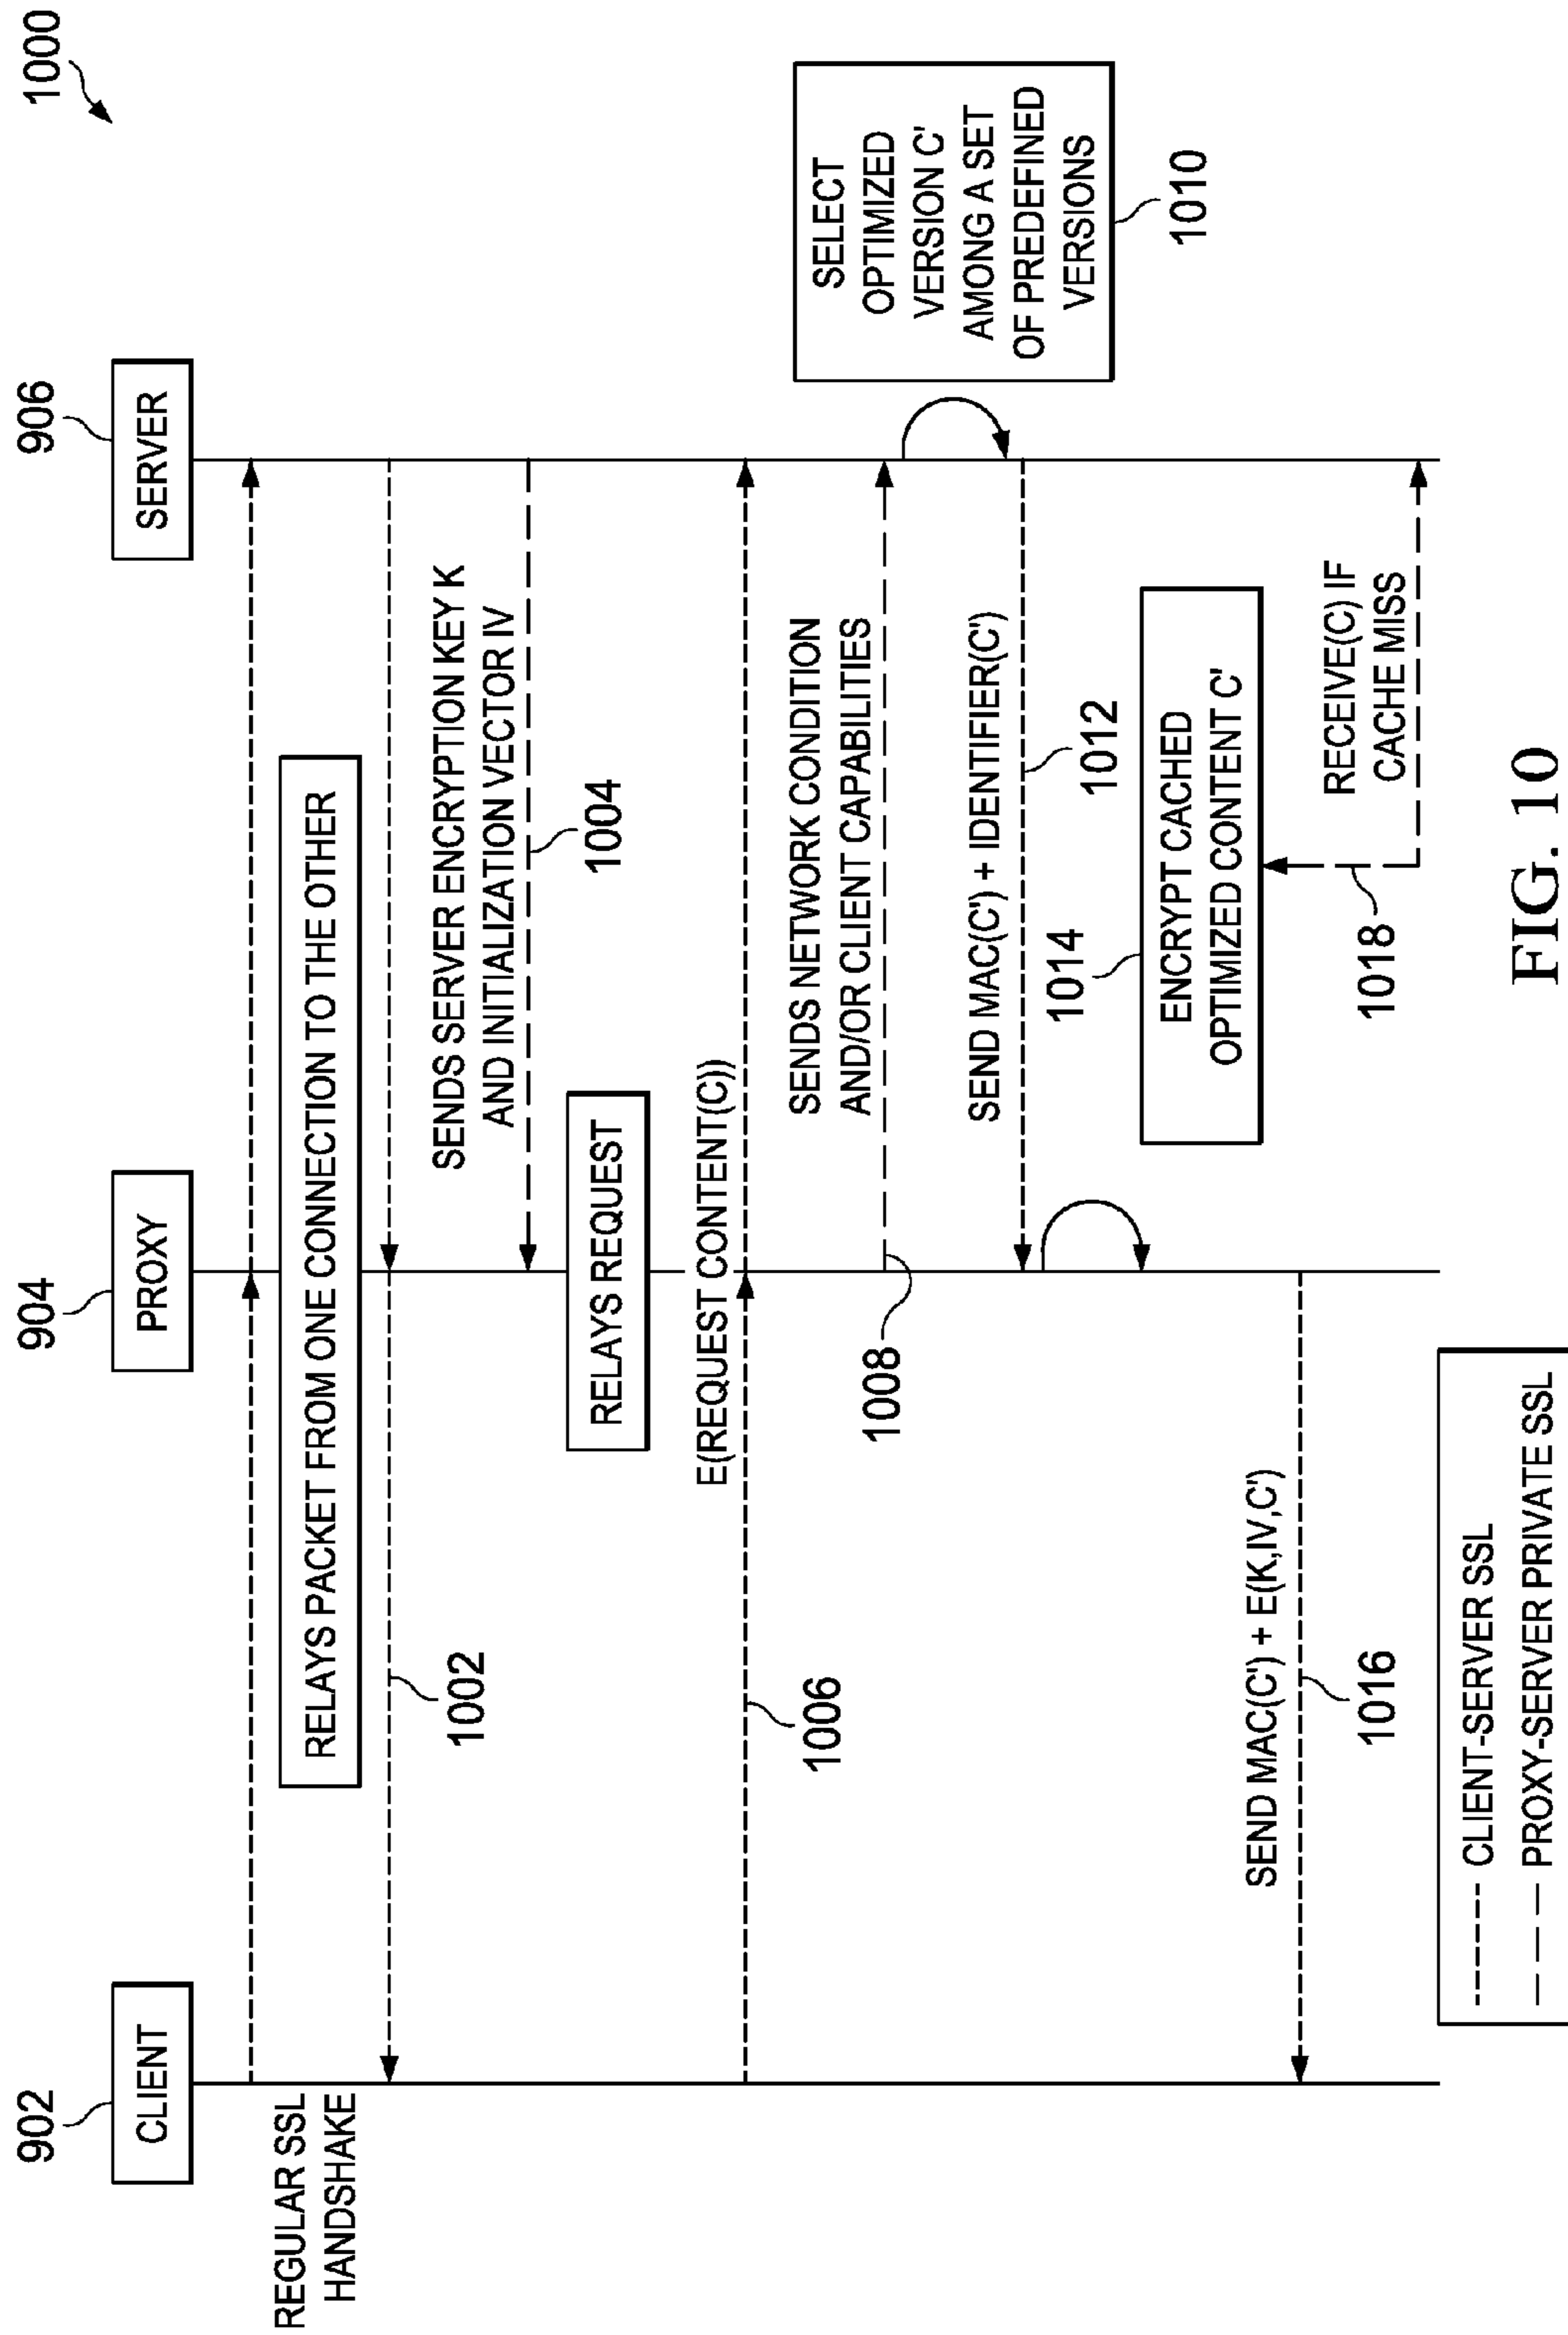 1000
902
904
906
CLIENT
PROXY
SERVER
REGULAR SSL
HANDSHAKE
RELAYS PACKET FROM ONE CONNECTION TO THE OTHER
1002
SENDS SERVER ENCRYPTION KEY K
AND INITIALIZATION VECTOR IV
1004
RELAYS REQUEST
E(REQUEST CONTENT(C))
1006
SENDS NETWORK CONDITION
AND/OR CLIENT CAPABILITIES
1008
SELECT
OPTIMIZED
VERSION C'
AMONG A SET
OF PREDEFINED
VERSIONS
1010
SEND MAC(C') + IDENTIFIER(C')
1012
1014
ENCRYPT CACHED
OPTIMIZED CONTENT C'
SEND MAC(C') + E(K,IV,C')
1016
RECEIVE(C) IF
CACHE MISS
1018
CLIENT-SERVER SSL
PROXY-SERVER PRIVATE SSL
FIG. 10